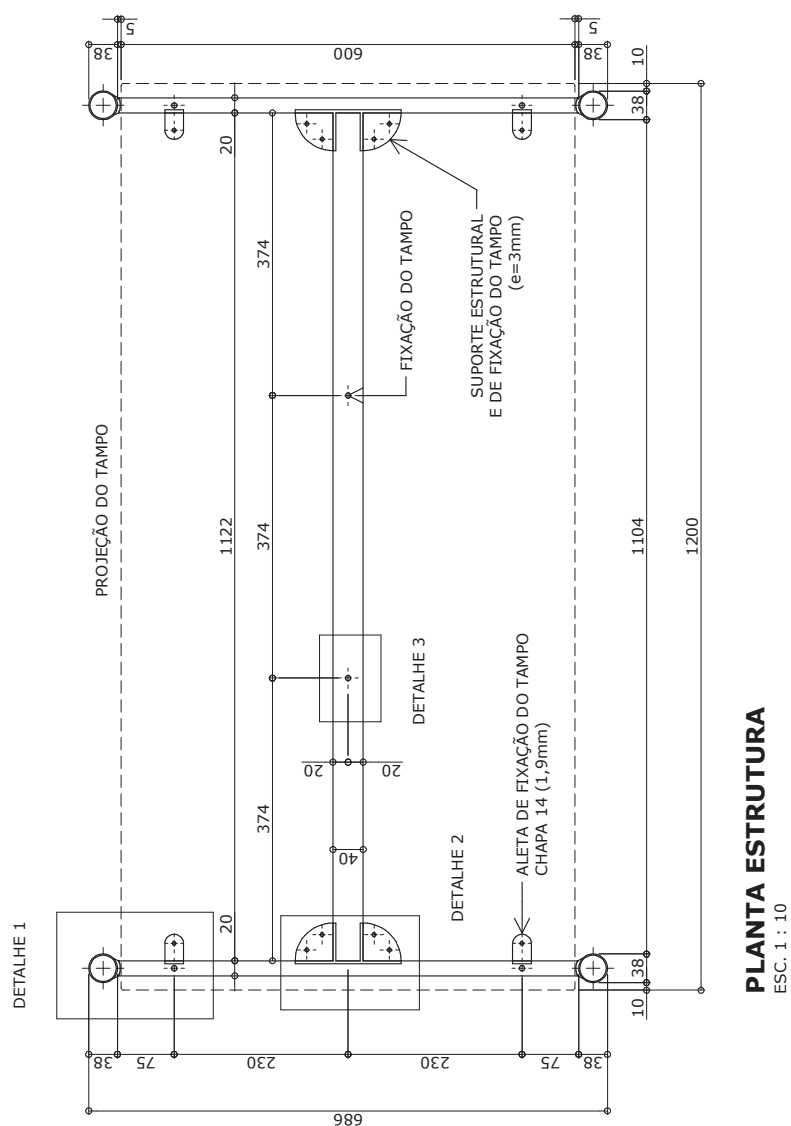 DETALHE 1
PROJEÇÃO DO TAMPO
5
38
600
38
5
10
38
20
1122
20
374
374
374
FIXAÇÃO DO TAMPO
SUPORTE ESTRUTURAL
E DE FIXAÇÃO DO TAMPO
(e=3mm)
DETALHE 3
20
20
40
DETALHE 2
ALETA DE FIXAÇÃO DO TAMPO
CHAPA 14 (1,9mm)
1104
1200
38
10
38
75
230
230
75
38
686
PLANTA ESTRUTURA
ESC. 1 : 10